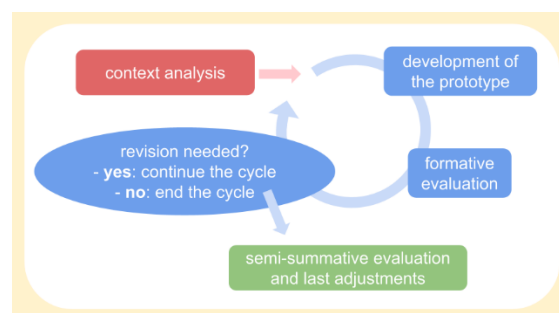 context analysis
development of
the prototype
formative
evaluation
revision needed?
- yes: continue the cycle
- no: end the cycle
semi-summative evaluation
and last adjustments